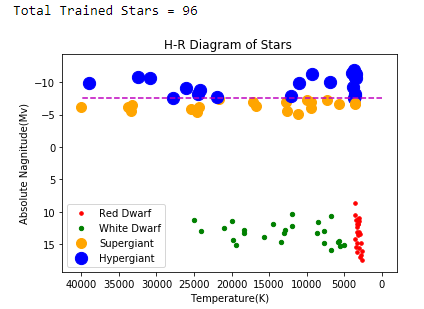 Total Trained Stars = 96
H-R Diagram of Stars
Absolute Nagnitude(Mv)
−10
−5
0
5
10
15
Red Dwarf
White Dwarf
Supergiant
Hypergiant
40000 35000 30000 25000 20000 15000 10000 5000 0
Temperature(K)